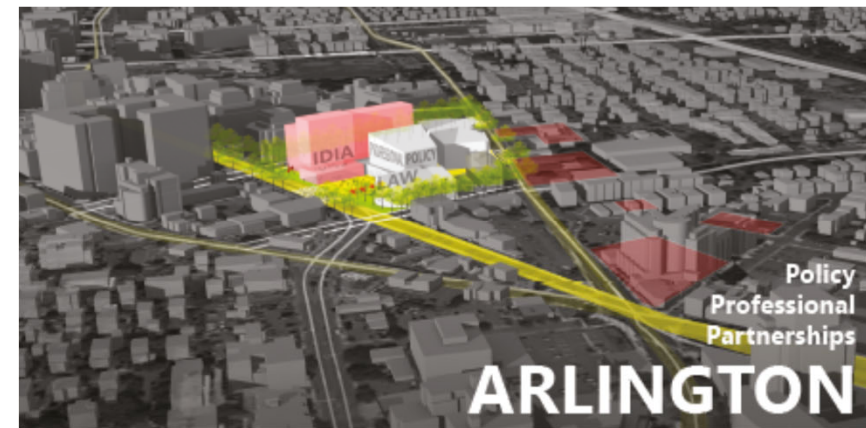 IDIA
POLICY
LAW
Policy
Professional
Partnerships
ARLINGTON